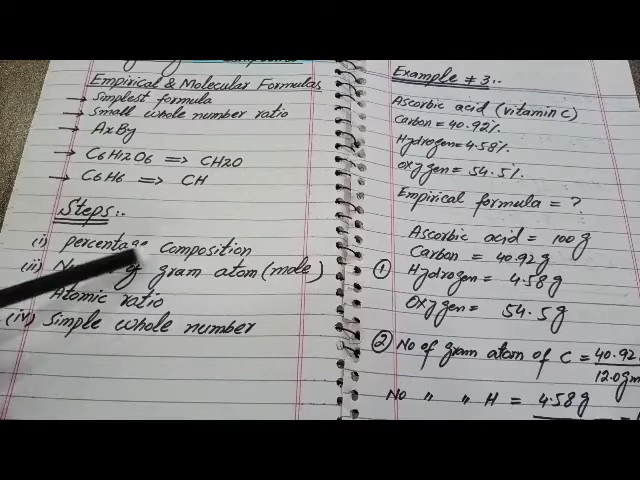 Empirical & Molecular Formulas
→ Simplest formula
→ Small whole number ratio
→ AxBy
→ C6H12O6 => CH2O
→ C6H6 => CH
Steps:-
(i) percentage composition
(ii) gram atom (mole)
Atomic ratio
(iv) Simple whole number
Example #3:-
Ascorbic acid (vitamin C)
Carbon = 40.92%
Hydrogen = 4.58%
Oxygen = 54.5%
Empirical formula = ?
Ascorbic acid = 100g
Carbon = 40.92g
① Hydrogen = 4.58g
Oxygen = 54.5g
② No of gram atom of C = 40.92
12.0gm
No " " H = 4.58g